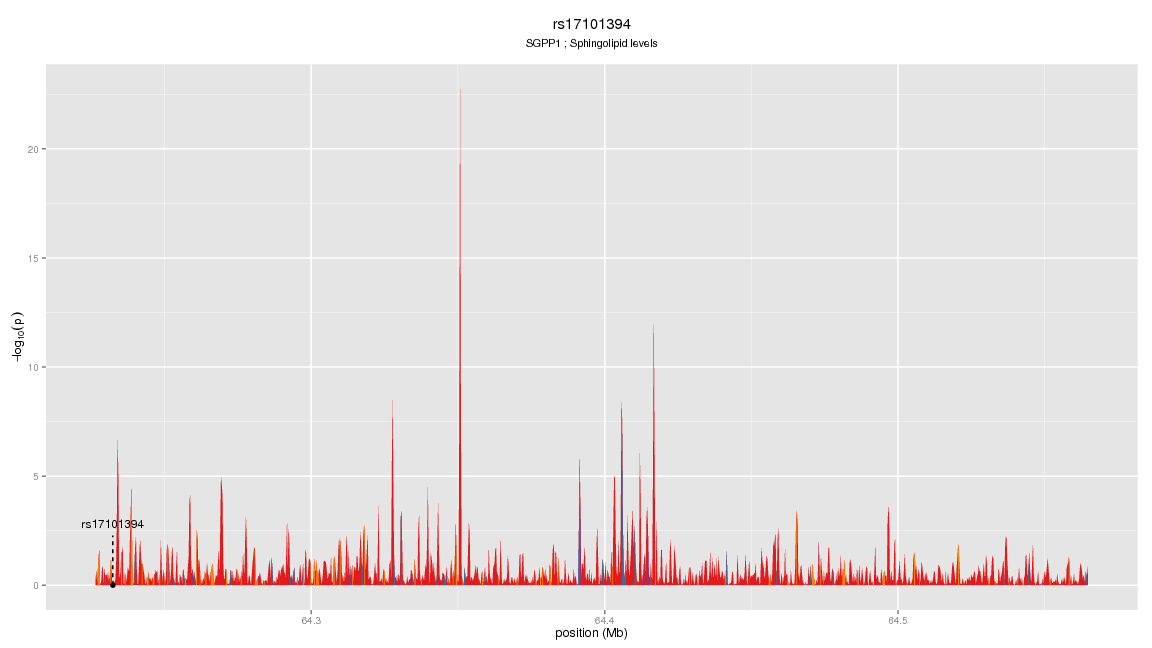 rs17101394
SGPP1 ; Sphingolipid levels
−log10(p)
20
15
10
5
0
rs17101394
64.3
64.4
64.5
position (Mb)